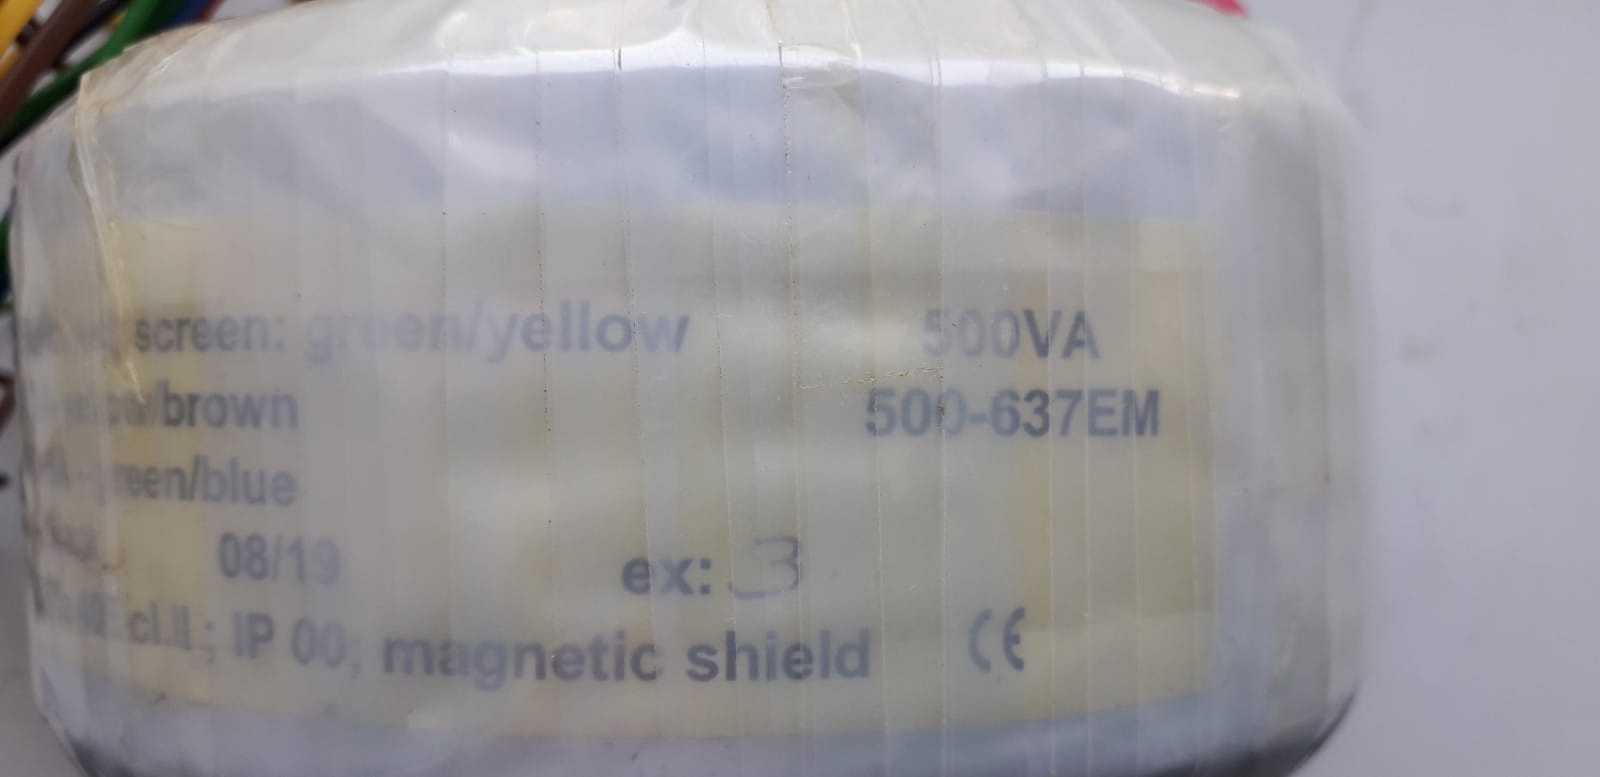 screen: green/yellow 500VA
/brown 500-637EM
green/blue
08/19 ex: 3
cl.II ; IP 00; magnetic shield CE